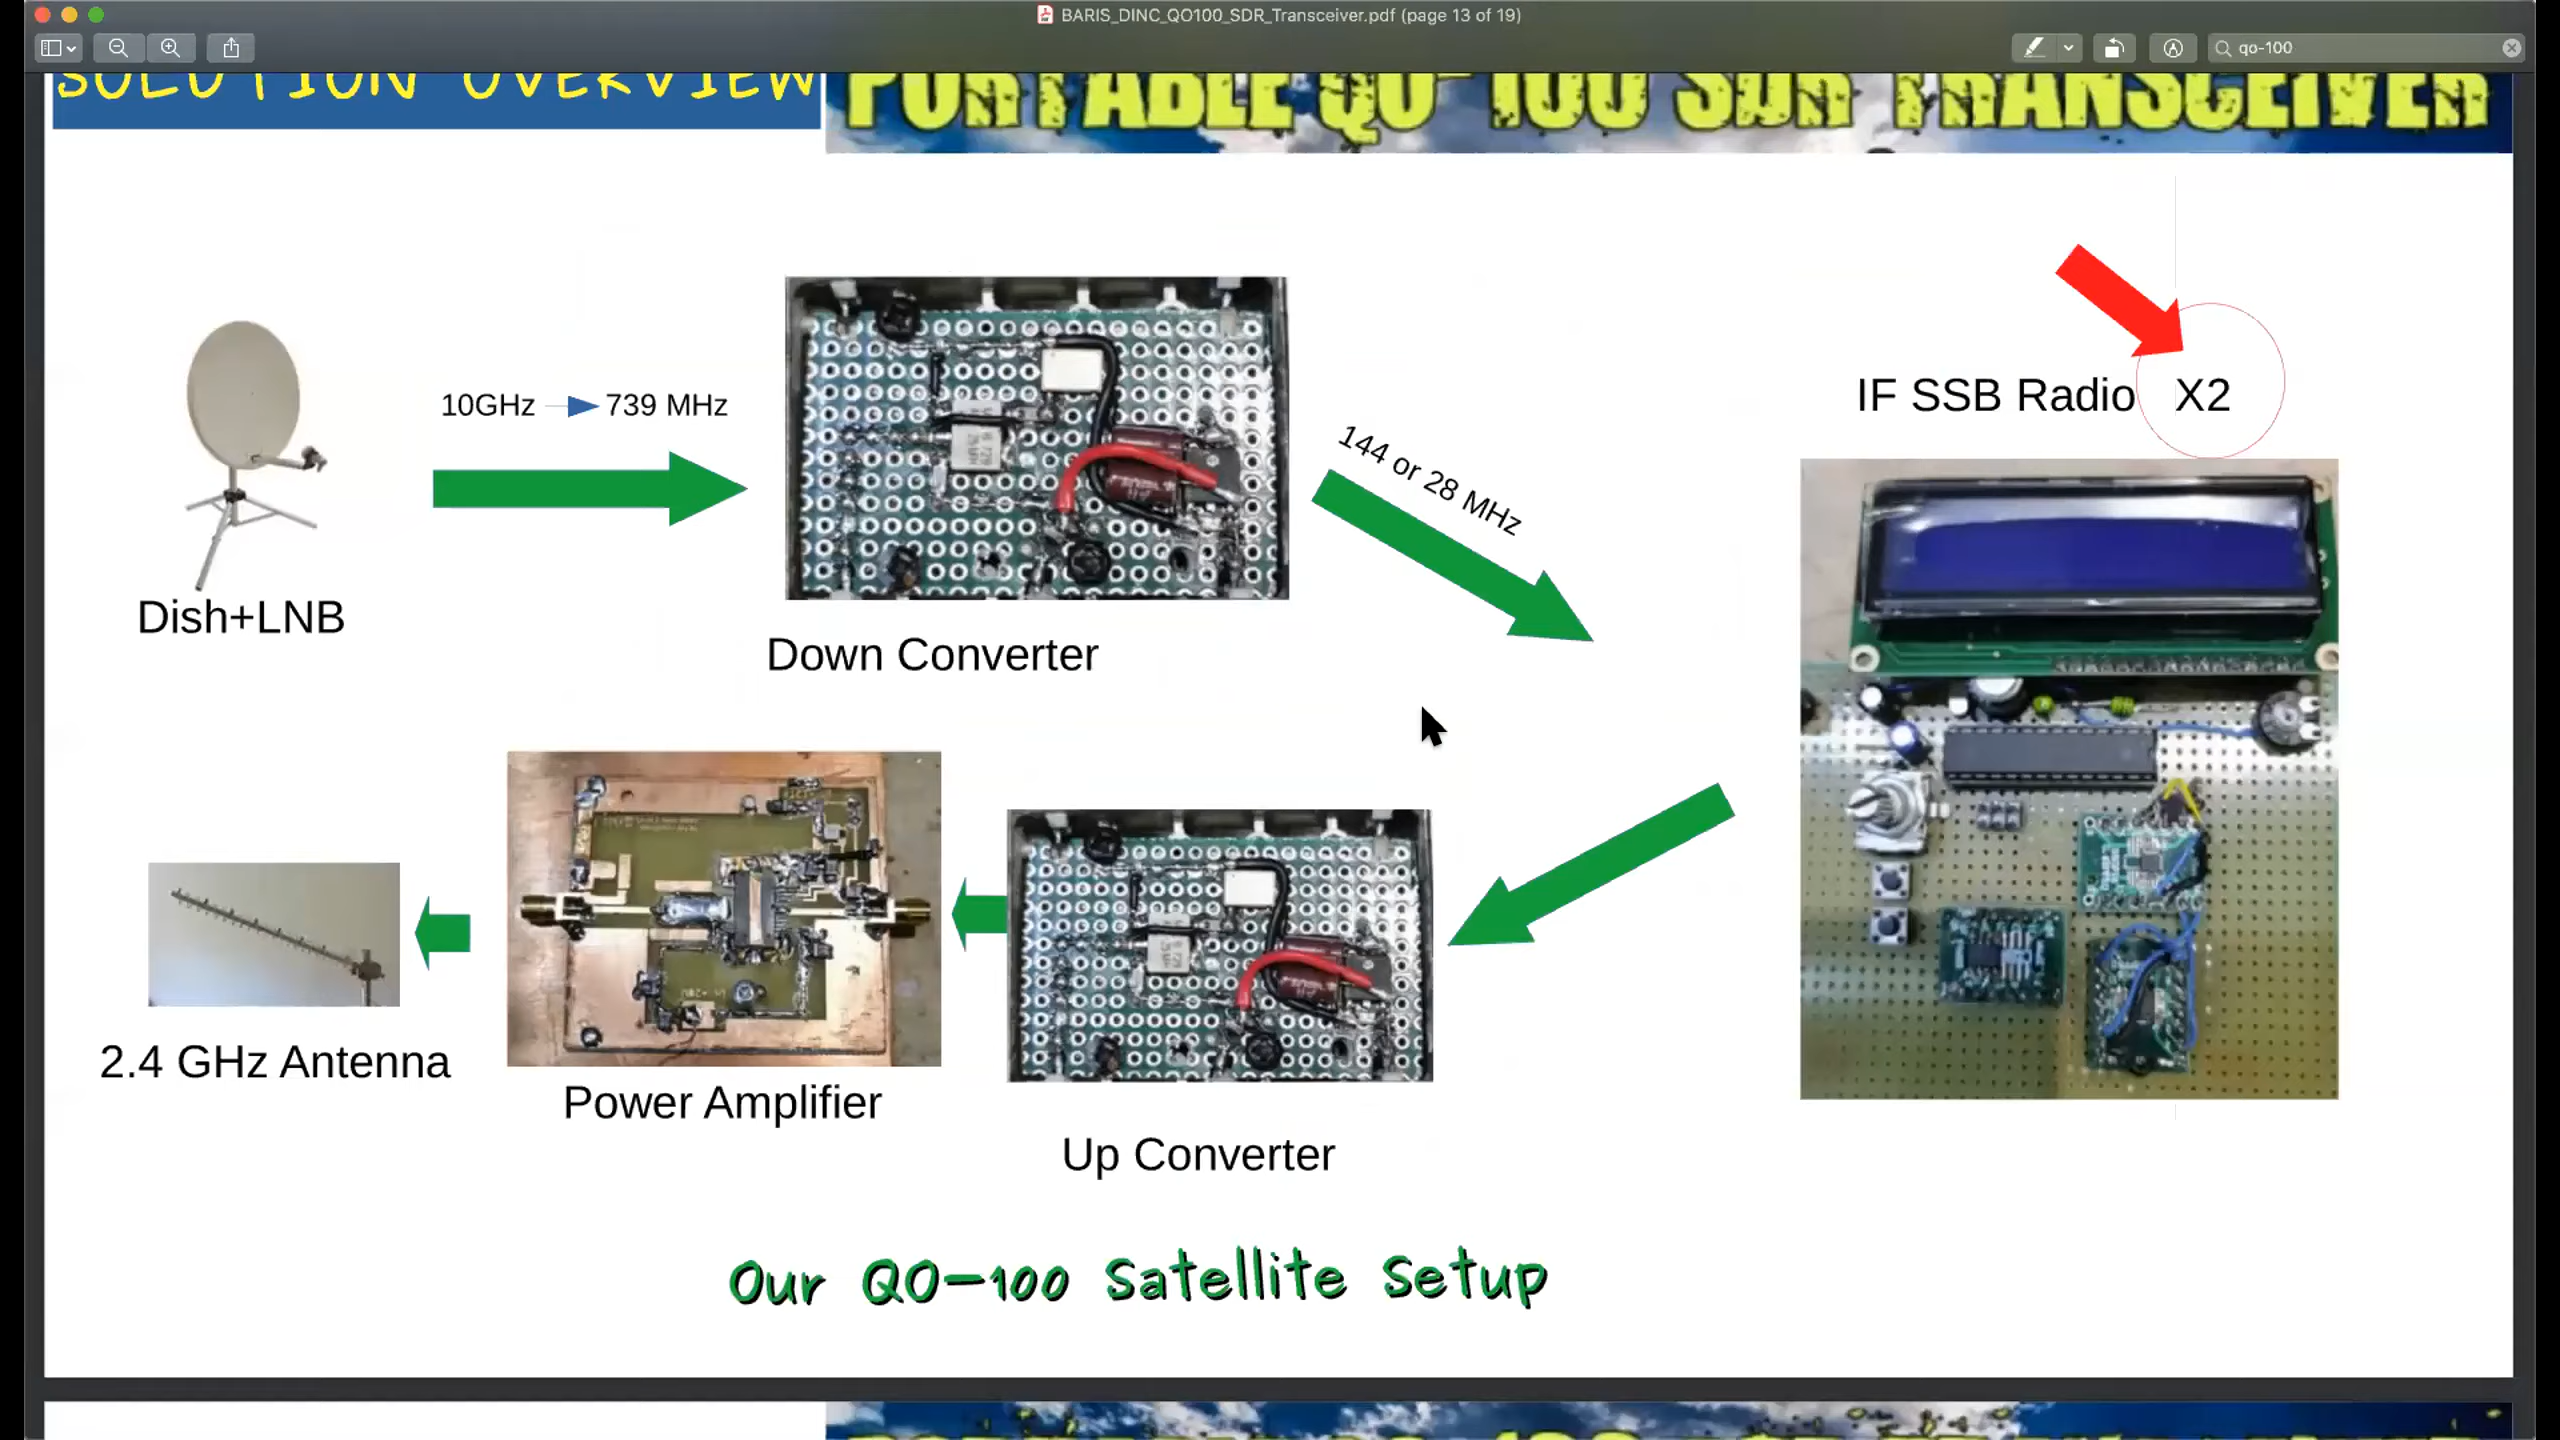 BARIS_DINC_QO100_SDR_Transceiver.pdf (page 13 of 19)
qo-100
SOLUTION OVERVIEW
PORTABLE QO-100 SDR TRANSCEIVER
10GHz 739 MHz
144 or 28 MHz
IF SSB Radio X2
Dish+LNB
Down Converter
2.4 GHz Antenna
Power Amplifier
Up Converter
Our QO-100 Satellite Setup